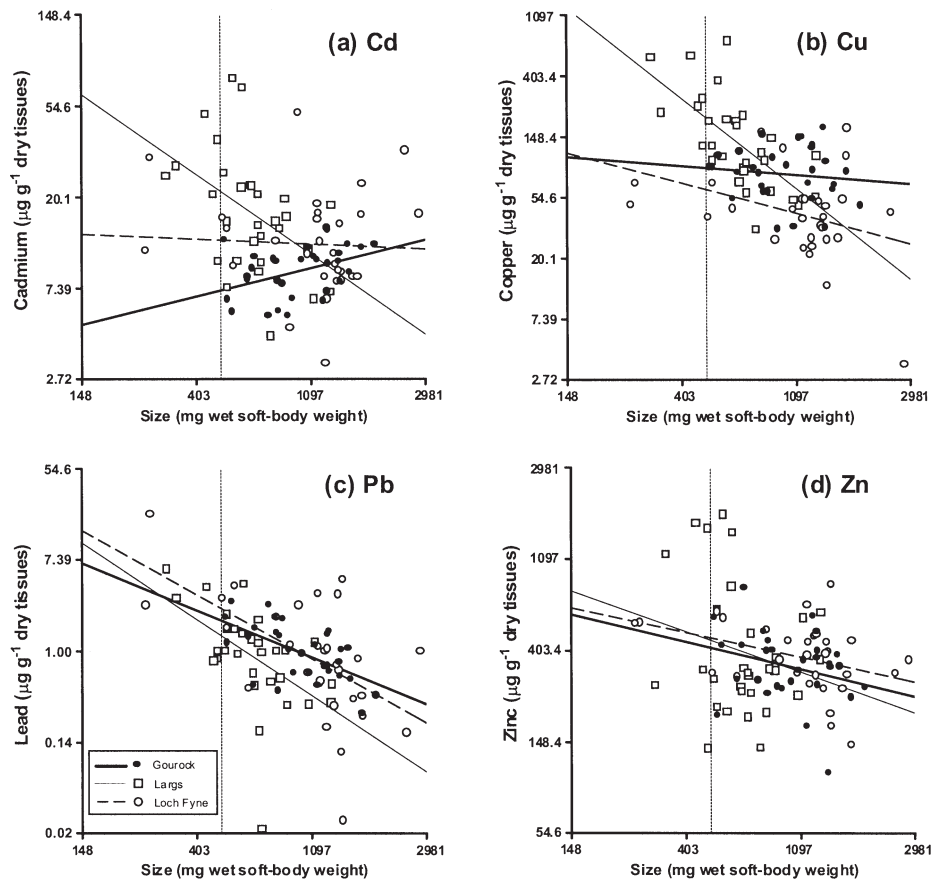 148.4
54.6
20.1
7.39
2.72
Cadmium (µg g-1 dry tissues)
(a) Cd
148
403
1097
2981
Size (mg wet soft-body weight)
1097
403.4
148.4
54.6
20.1
7.39
2.72
Copper (µg g-1 dry tissues)
(b) Cu
148
403
1097
2981
Size (mg wet soft-body weight)
54.6
7.39
1.00
0.14
0.02
Lead (µg g-1 dry tissues)
(c) Pb
Gourock
Largs
Loch Fyne
148
403
1097
2981
Size (mg wet soft-body weight)
2981
1097
403.4
148.4
54.6
Zinc (µg g-1 dry tissues)
(d) Zn
148
403
1097
2981
Size (mg wet soft-body weight)